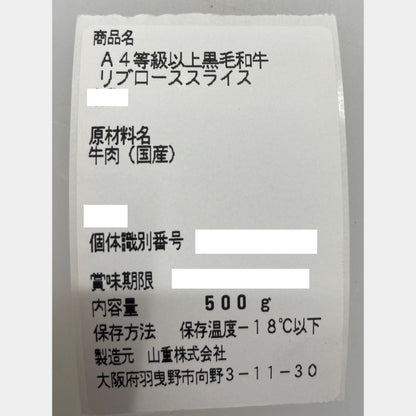 商品名
A4等級以上黒毛和牛
リブローススライス
原材料名
牛肉(国産)
個体識別番号
賞味期限
内容量 500g
保存方法 保存温度-18℃以下
製造元 山重株式会社
大阪府羽曳野市向野3-11-30